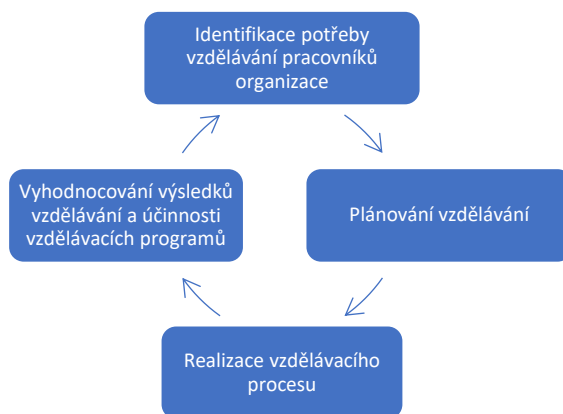 Identifikace potřeby
vzdělávání pracovníků
organizace
Plánování vzdělávání
Realizace vzdělávacího
procesu
Vyhodnocování výsledků
vzdělávání a účinnosti
vzdělávacích programů